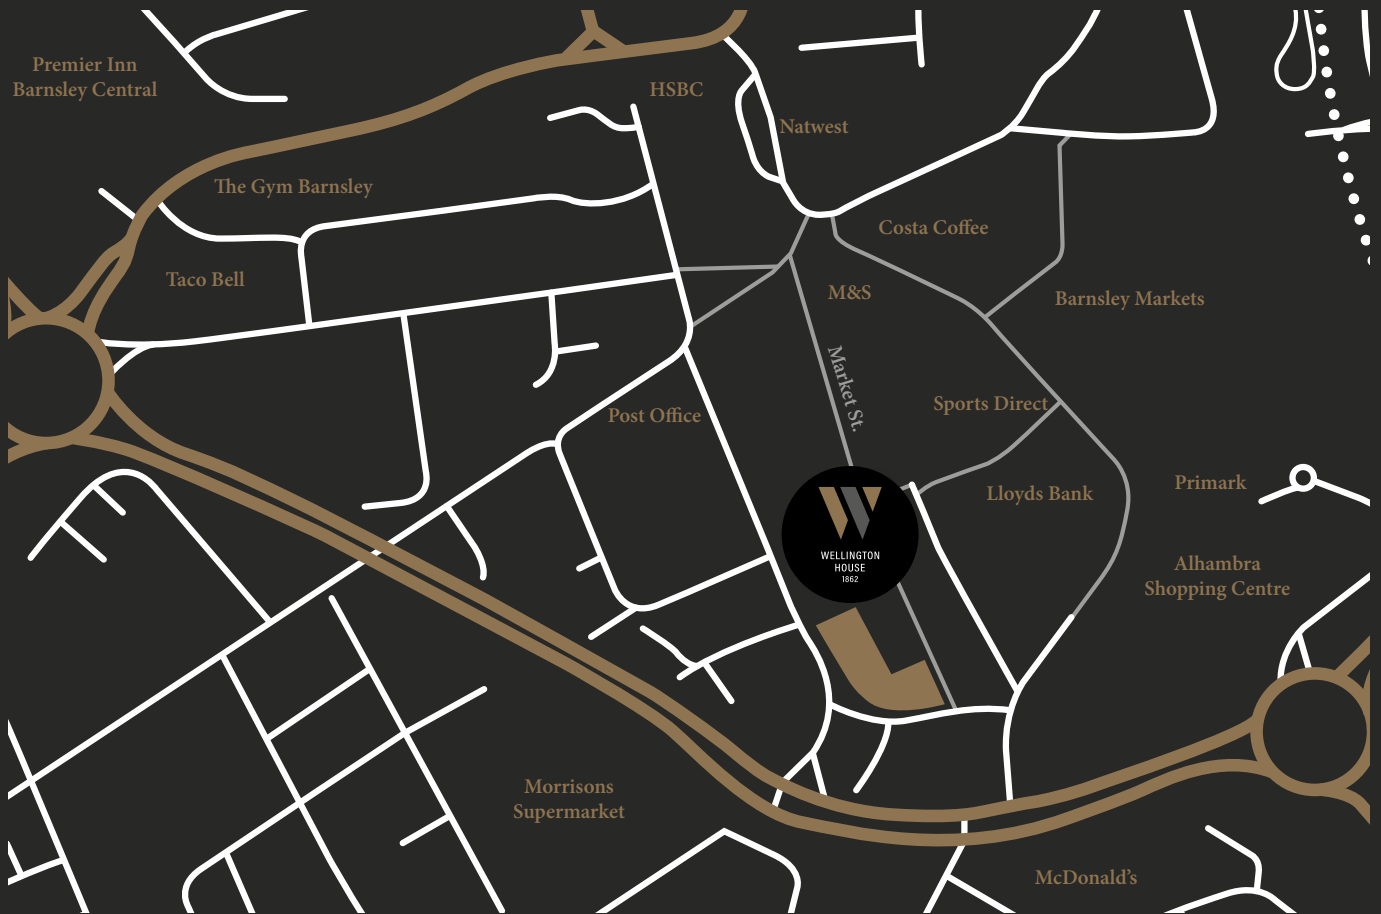 Premier Inn
Barnsley Central
HSBC
Natwest
The Gym Barnsley
Costa Coffee
Taco Bell
M&S
Barnsley Markets
Market St.
Sports Direct
Post Office
Primark
Lloyds Bank
WELLINGTON
HOUSE
1862
Alhambra
Shopping Centre
Morrisons
Supermarket
McDonald’s